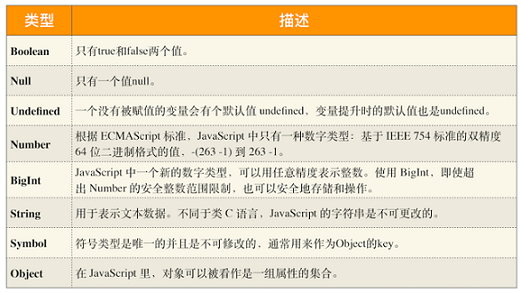 类型 描述
Boolean 只有true和false两个值。
Null 只有一个值null。
Undefined 一个没有被赋值的变量会有个默认值 undefined，变量提升时的默认值也是undefined。
Number 根据 ECMAScript 标准，JavaScript 中只有一种数字类型：基于 IEEE 754 标准的双精度
64 位二进制格式的值，-(263 -1) 到 263 -1。
BigInt JavaScript 中一个新的数字类型，可以用任意精度表示整数。使用 BigInt，即使超
出 Number 的安全整数范围限制，也可以安全地存储和操作。
String 用于表示文本数据。不同于类 C 语言，JavaScript 的字符串是不可更改的。
Symbol 符号类型是唯一的并且是不可修改的，通常用来作为Object的key。
Object 在 JavaScript 里，对象可以被看作是一组属性的集合。